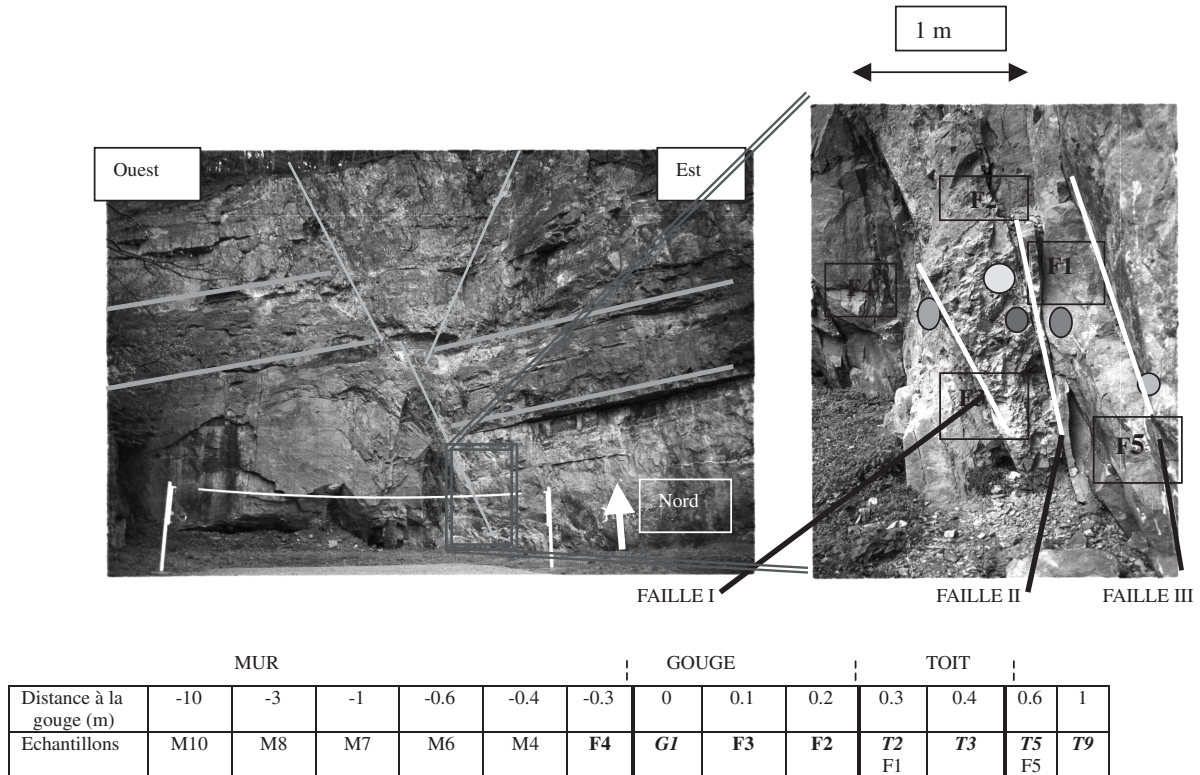 1 m
Ouest
Est
F2
F1
F5
Nord
FAILLE I
FAILLE II
FAILLE III
MUR GOUGE TOIT
Distance à la gouge (m) -10 -3 -1 -0.6 -0.4 -0.3 0 0.1 0.2 0.3 0.4 0.6 1
Echantillons M10 M8 M7 M6 M4 F4 G1 F3 F2 T2 T3 T5 T9
F1 F5